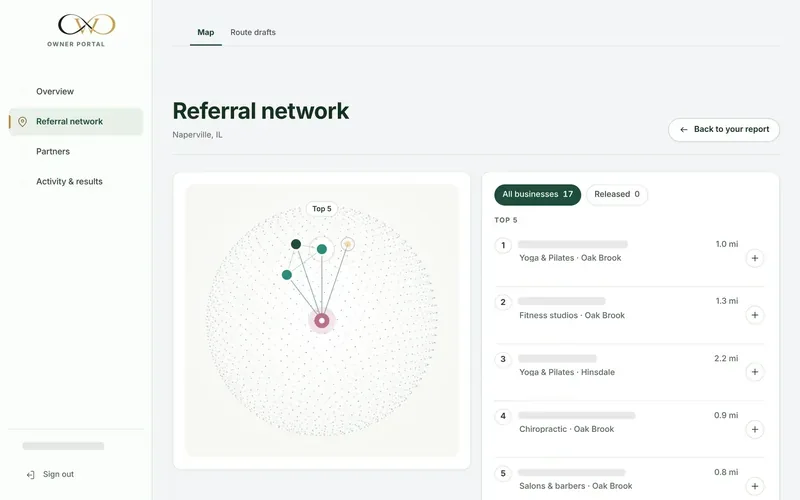 OWO
OWNER PORTAL
Overview
Referral network
Partners
Activity & results
Sign out
Map
Route drafts
Referral network
Naperville, IL
← Back to your report
Top 5
All businesses 17
Released 0
TOP 5
1
1.0 mi
Yoga & Pilates · Oak Brook
+
2
1.3 mi
Fitness studios · Oak Brook
+
3
2.2 mi
Yoga & Pilates · Hinsdale
+
4
0.9 mi
Chiropractic · Oak Brook
+
5
0.8 mi
Salons & barbers · Oak Brook
+